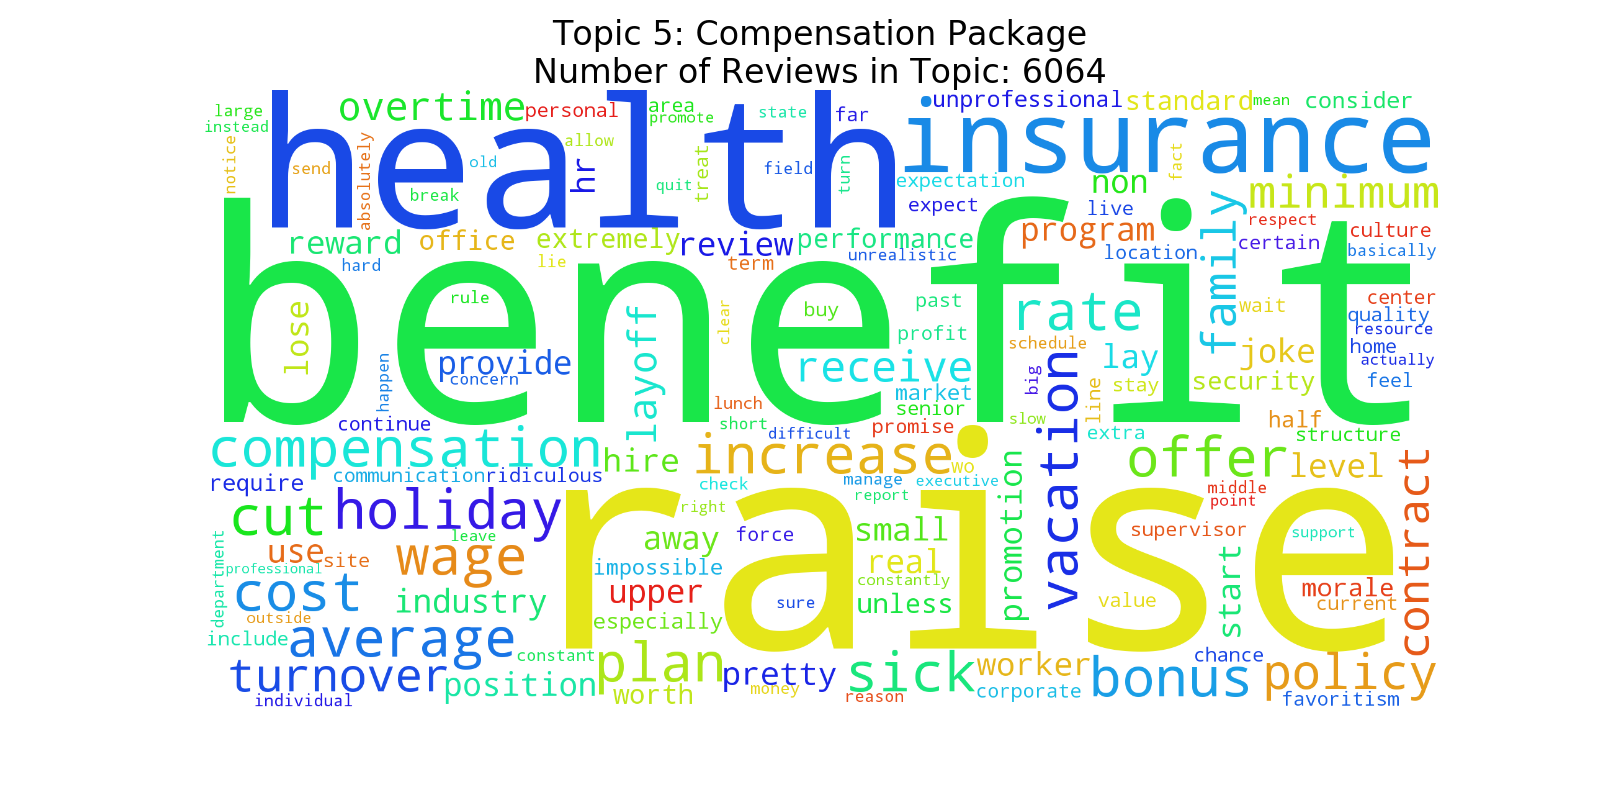 Topic 5: Compensation Package
Number of Reviews in Topic: 6064
large
instead
overtime
personal
area
promote
state
far
unprofessional
standard
mean
consider
health
insurance
notice
send
absolutely
old
break
allow
hr
quit
treat
field
turn
expectation
expect
fact
non
live
minimum
respect
culture
certain
basically
reward
office
extremely
review
performance
program
location
family
hard
lie
term
unrealistic
benefit
rule
lose
layoff
clear
buy
past
profit
rate
wait
center
quality
resource
home
actually
schedule
joke
provide
concern
happen
receive
market
senior
promise
big
lay
stay
security
feel
line
vacation
lunch
short
difficult
slow
extra
half
structure
continue
compensation
communication
ridiculous
require
hire
increase
wo
check
manage
executive
report
offer
level
middle
point
contract
cut
holiday
leave
raise
right
force
small
away
real
constantly
promotion
supervisor
support
start
use
site
professional
department
wage
impossible
upper
cost
industry
sure
unless
value
morale
current
outside
include
average
especially
constant
turnover
position
individual
plan
worth
pretty
money
sick
reason
worker
corporate
bonus
chance
policy
favoritism